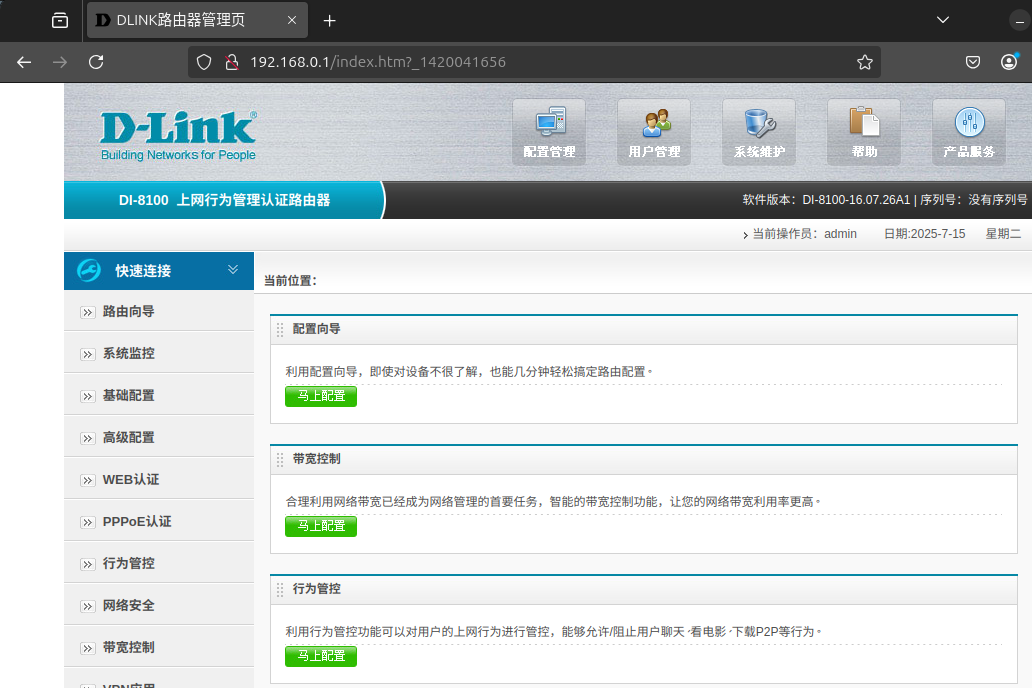 DLINK路由器管理页
192.168.0.1/index.htm?_1420041656
D-Link®
Building Networks for People
配置管理
用户管理
系统维护
帮助
产品服务
DI-8100 上网行为管理认证路由器
软件版本：DI-8100-16.07.26A1 | 序列号：没有序列号
当前操作员：admin 日期:2025-7-15 星期二
快速连接
当前位置：
路由向导
系统监控
基础配置
高级配置
WEB认证
PPPoE认证
行为管控
网络安全
带宽控制
VPN应用
配置向导
利用配置向导，即使对设备不很了解，也能几分钟轻松搞定路由配置。
马上配置
带宽控制
合理利用网络带宽已经成为网络管理的首要任务，智能的带宽控制功能，让您的网络带宽利用率更高。
马上配置
行为管控
利用行为管控功能可以对用户的上网行为进行管控，能够允许/阻止用户聊天、看电影、下载P2P等行为。
马上配置